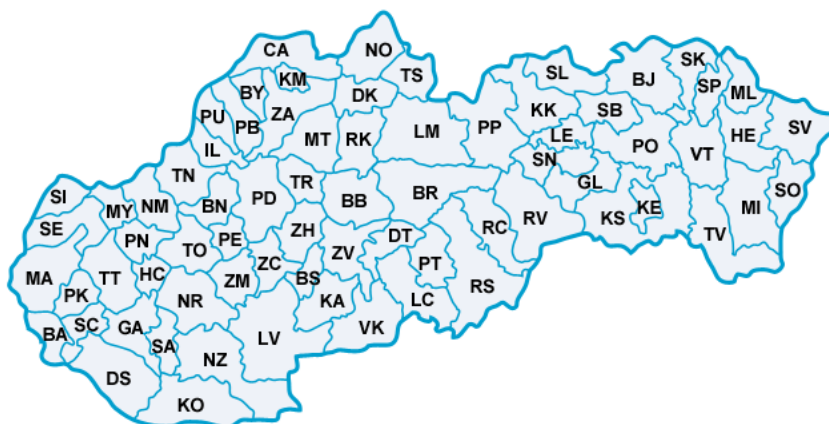 CA
NO
KM
TS
BY
DK
PU
ZA
PB
IL
MT
RK
LM
PP
SL
KK
LE
SN
GL
SB
BJ
SK
SP
ML
PO
VT
HE
SV
SO
MI
TV
KE
KS
RV
RC
TN
SI
SE
MY
NM
BN
PD
TR
BB
BR
PN
TO
PE
ZH
ZV
DT
PT
RS
LC
MA
PK
TT
HC
NR
ZM
ZC
BS
KA
VK
BA
SC
GA
SA
NZ
LV
DS
KO